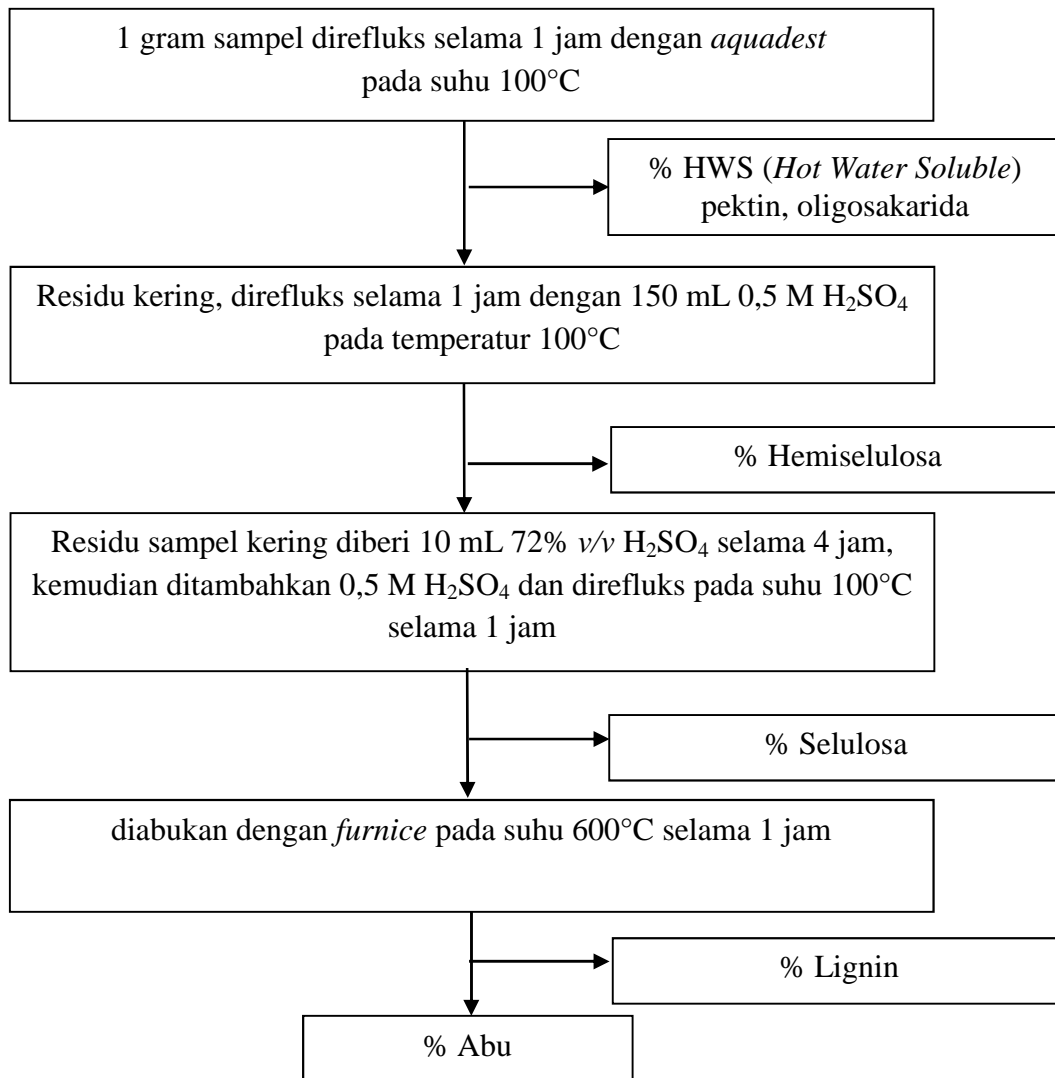 1 gram sampel direfluks selama 1 jam dengan aquadest
pada suhu 100°C
% HWS (Hot Water Soluble)
pektin, oligosakarida
Residu kering, direfluks selama 1 jam dengan 150 mL 0,5 M H₂SO₄
pada temperatur 100°C
% Hemiselulosa
Residu sampel kering diberi 10 mL 72% v/v H₂SO₄ selama 4 jam,
kemudian ditambahkan 0,5 M H₂SO₄ dan direfluks pada suhu 100°C
selama 1 jam
% Selulosa
diabukan dengan furnice pada suhu 600°C selama 1 jam
% Lignin
% Abu